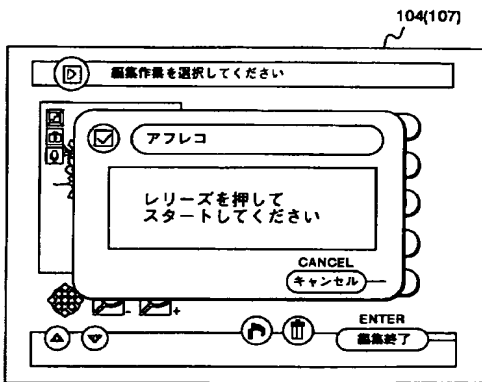 104(107)
編集作業を選択してください
アフレコ
レリーズを押して
スタートしてください
CANCEL
キャンセル
- +
ENTER
編集終了